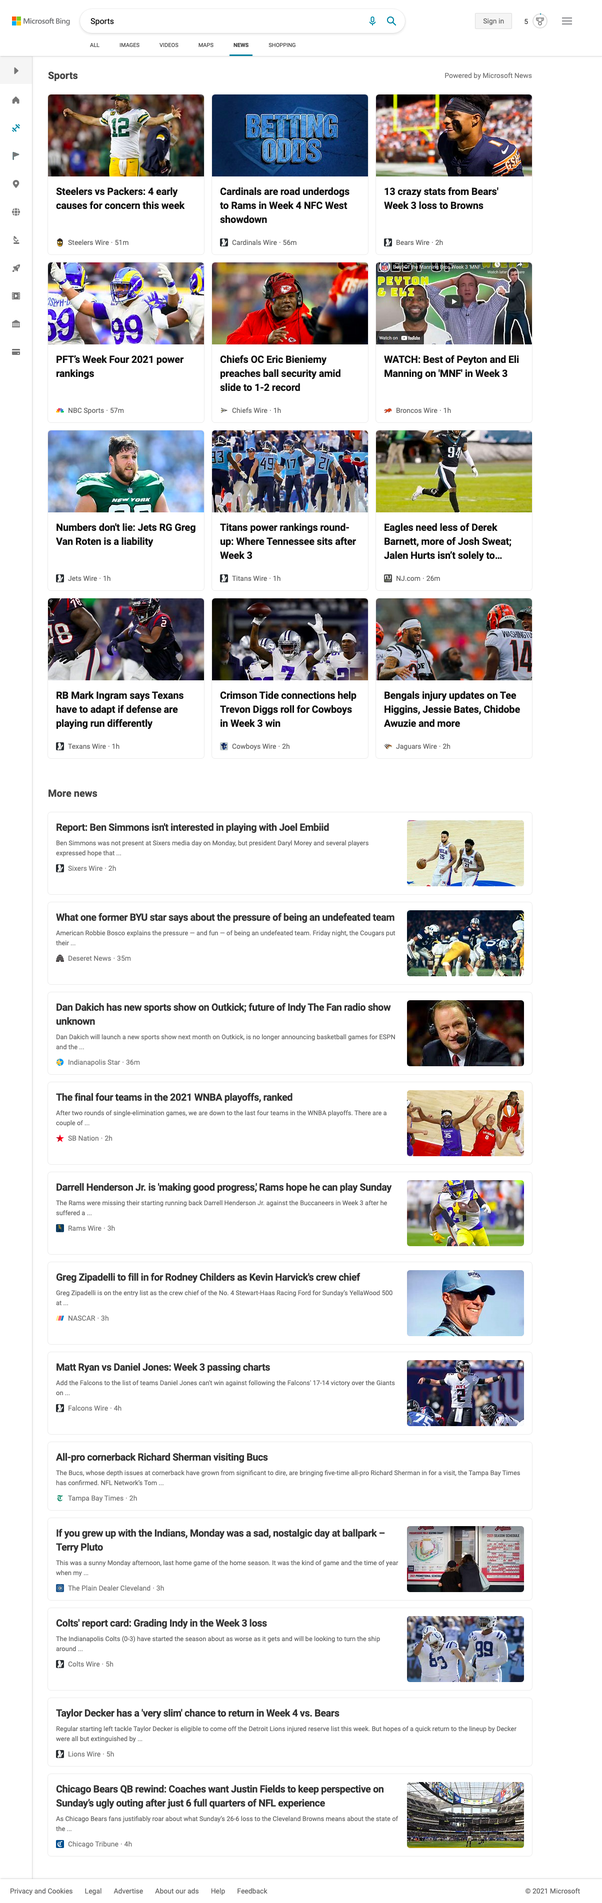 Microsoft Bing
Sports
Sign in
5
ALL IMAGES VIDEOS MAPS NEWS SHOPPING
Sports
Powered by Microsoft News
12
Steelers vs Packers: 4 early
causes for concern this week
Steelers Wire · 51m
BETTING
ODDS
Cardinals are road underdogs
to Rams in Week 4 NFC West
showdown
Cardinals Wire · 56m
13 crazy stats from Bears'
Week 3 loss to Browns
Bears Wire · 2h
69
99
PFT's Week Four 2021 power
rankings
NBC Sports · 57m
Chiefs OC Eric Bieniemy
preaches ball security amid
slide to 1-2 record
Chiefs Wire · 1h
PEYTON
& ELI
Watch on YouTube
WATCH: Best of Peyton and Eli
Manning on 'MNF' in Week 3
Broncos Wire · 1h
NEW YORK
Numbers don't lie: Jets RG Greg
Van Roten is a liability
Jets Wire · 1h
33
49
17
21
Titans power rankings round-
up: Where Tennessee sits after
Week 3
Titans Wire · 1h
94
Eagles need less of Derek
Barnett, more of Josh Sweat;
Jalen Hurts isn't solely to...
NJ.com · 26m
78
2
RB Mark Ingram says Texans
have to adapt if defense are
playing run differently
Texans Wire · 1h
7
Crimson Tide connections help
Trevon Diggs roll for Cowboys
in Week 3 win
Cowboys Wire · 2h
WASHINGTON
14
Bengals injury updates on Tee
Higgins, Jessie Bates, Chidobe
Awuzie and more
Jaguars Wire · 2h
More news
Report: Ben Simmons isn't interested in playing with Joel Embiid
Ben Simmons was not present at Sixers media day on Monday, but president Daryl Morey and several players
expressed hope that ...
Sixers Wire · 2h
What one former BYU star says about the pressure of being an undefeated team
American Robbie Bosco explains the pressure — and fun — of being an undefeated team. Friday night, the Cougars put
their ...
Deseret News · 35m
Dan Dakich has new sports show on Outkick; future of Indy The Fan radio show
unknown
Dan Dakich will launch a new sports show next month on Outkick, is no longer announcing basketball games for ESPN
and the ...
Indianapolis Star · 36m
The final four teams in the 2021 WNBA playoffs, ranked
After two rounds of single-elimination games, we are down to the last four teams in the WNBA playoffs. There are a
couple of ...
SB Nation · 2h
Darrell Henderson Jr. is 'making good progress,' Rams hope he can play Sunday
The Rams were missing their starting running back Darrell Henderson Jr. against the Buccaneers in Week 3 after he
suffered a ...
Rams Wire · 3h
Greg Zipadelli to fill in for Rodney Childers as Kevin Harvick's crew chief
Greg Zipadelli is on the entry list as the crew chief of the No. 4 Stewart-Haas Racing Ford for Sunday's YellaWood 500
at ...
NASCAR · 3h
Matt Ryan vs Daniel Jones: Week 3 passing charts
Add the Falcons to the list of teams Daniel Jones can't win against following the Falcons' 17-14 victory over the Giants
on ...
Falcons Wire · 4h
2
All-pro cornerback Richard Sherman visiting Bucs
The Bucs, whose depth issues at cornerback have grown from significant to dire, are bringing five-time all-pro Richard Sherman in for a visit, the Tampa Bay Times
has confirmed. NFL Network's Tom ...
Tampa Bay Times · 2h
If you grew up with the Indians, Monday was a sad, nostalgic day at ballpark –
Terry Pluto
This was a sunny Monday afternoon, last home game of the home season. It was the kind of game and the time of year
when my ...
The Plain Dealer Cleveland · 3h
Colts' report card: Grading Indy in the Week 3 loss
The Indianapolis Colts (0-3) have started the season about as worse as it gets and will be looking to turn the ship
around ...
Colts Wire · 5h
83
99
Taylor Decker has a 'very slim' chance to return in Week 4 vs. Bears
Regular starting left tackle Taylor Decker is eligible to come off the Detroit Lions injured reserve list this week. But hopes of a quick return to the lineup by Decker
were all but extinguished by ...
Lions Wire · 5h
Chicago Bears QB rewind: Coaches want Justin Fields to keep perspective on
Sunday's ugly outing after just 6 full quarters of NFL experience
As Chicago Bears fans justifiably roar about what Sunday's 26-6 loss to the Cleveland Browns means about the state of
the ...
Chicago Tribune · 4h
Privacy and Cookies Legal Advertise About our ads Help Feedback
© 2021 Microsoft